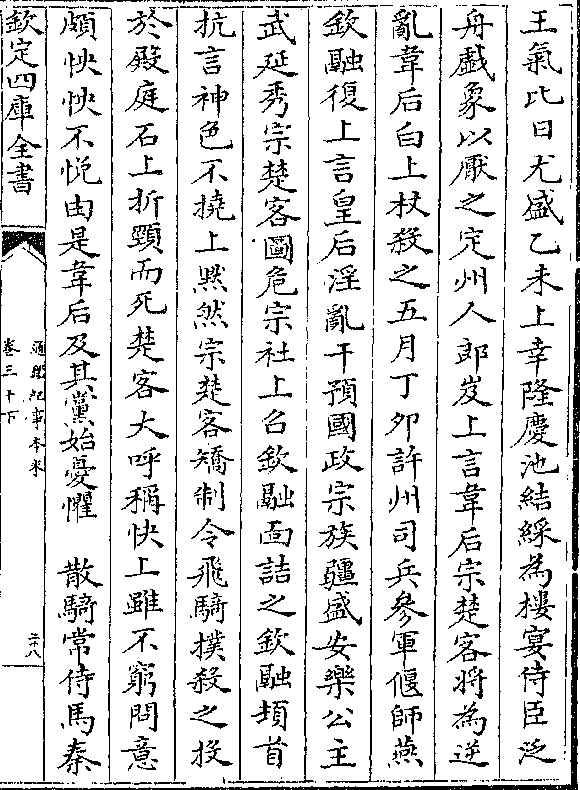 王氣比日尤盛乙未上幸隆慶池結綵為樓宴侍臣泛
舟戲象以厭之定州人郎岌上言韋后宗楚客將為逆
亂韋后白上杖殺之五月丁卯許州司兵參軍偃師燕
欽融復上言皇后淫亂干預國政宗族彊盛安樂公主
武延秀宗楚客圖危宗社上召欽融面詰之欽融頓首
抗言神色不撓上黙然宗楚客矯制令飛騎撲殺之投
於殿庭石上折頸而死楚客大呼稱快上雖不窮問意
頗怏怏不悅由是韋后及其黨始憂懼　散騎常侍馬秦
欽定四庫全書
通鑑紀事本末
卷三十下
二十八